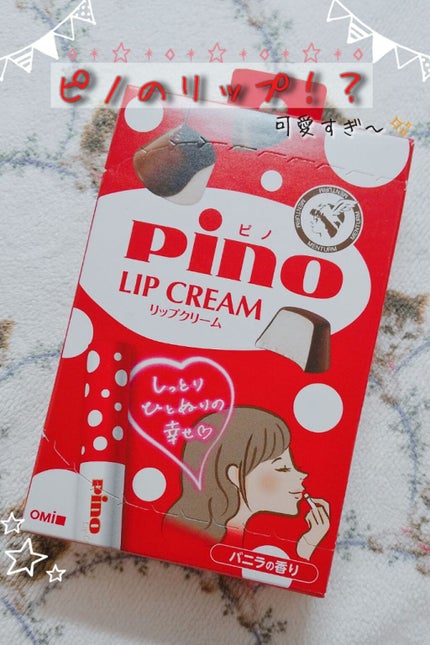 ピノのリップ！？
可愛すぎ〜✨
ピノ
pino
MENTURM
LIP CREAM
リップクリーム
しっとり
ひとぬりの
幸せ♡
pino
OMI
バニラの香り